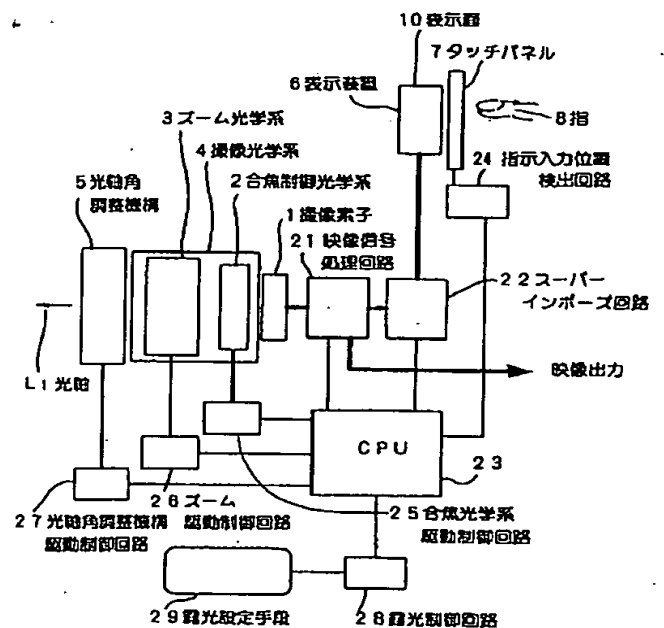 10表示面
7タッチパネル
6表示装置
8指
3ズーム光学系
4撮像光学系
24 指示入力位置
検出回路
5光軸角
調整機構
2合焦制御光学系
1撮像素子
21映像信号
処理回路
22スーパー
インポーズ回路
L1光軸
映像出力
CPU
23
26ズーム
駆動制御回路
27光軸角調整機構
駆動制御回路
25合焦光学系
駆動制御回路
29露光設定手段
28露光制御回路